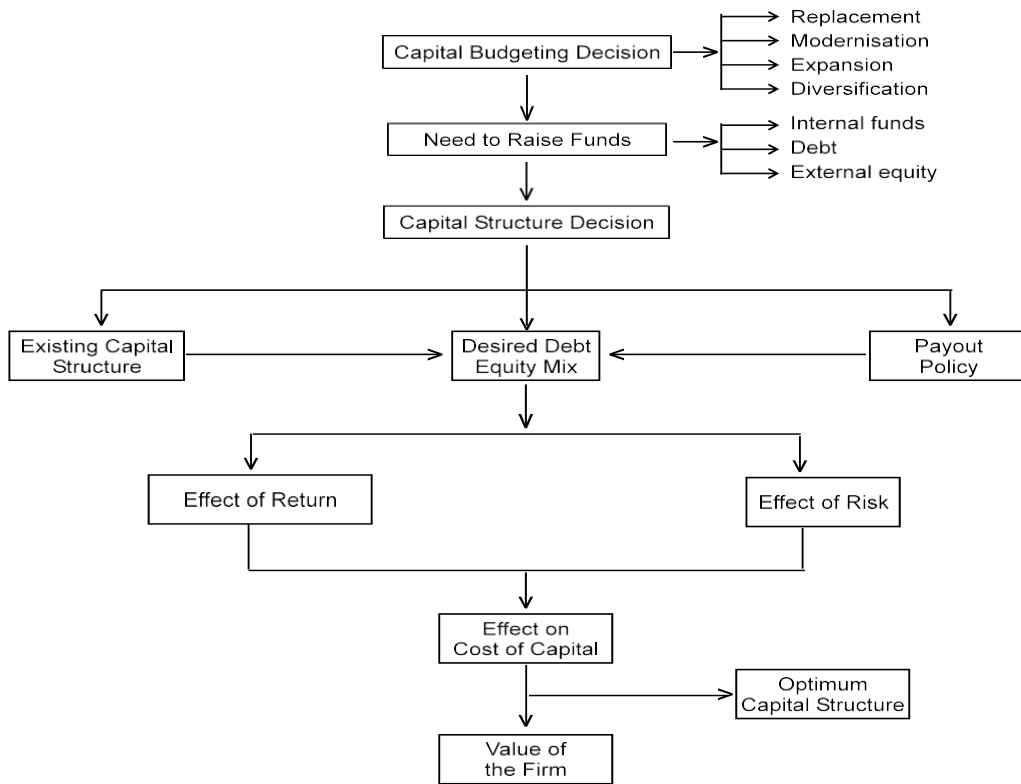 Capital Budgeting Decision
Replacement
Modernisation
Expansion
Diversification
Need to Raise Funds
Internal funds
Debt
External equity
Capital Structure Decision
Existing Capital
Structure
Desired Debt
Equity Mix
Payout
Policy
Effect of Return
Effect of Risk
Effect on
Cost of Capital
Optimum
Capital Structure
Value of
the Firm